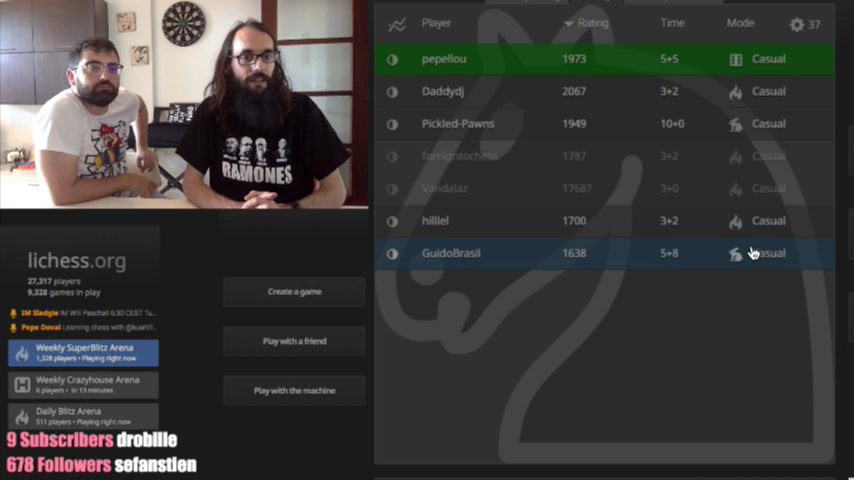 Player Rating Time Mode 37
pepellou 1973 5+5 Casual
Daddydj 2067 3+2 Casual
Pickled-Pawns 1949 10+0 Casual
foreigntochess 1787 3+2 Casual
Vandalaz 1768? 3+0 Casual
hilllel 1700 3+2 Casual
GuidoBrasil 1638 5+8 Casual
RAMONES
lichess.org
27,317 players
9,328 games in play
IM Sladgie IM Will Paschall 6:30 CEST Tu...
Pepe Doval Learning chess with
Weekly SuperBlitz Arena
1,328 players • Playing right now
Weekly Crazyhouse Arena
6 players • in 13 minutes
Daily Blitz Arena
511 players • Playing right now
Create a game
Play with a friend
Play with the machine
9 Subscribers drobille
678 Followers sefanstien